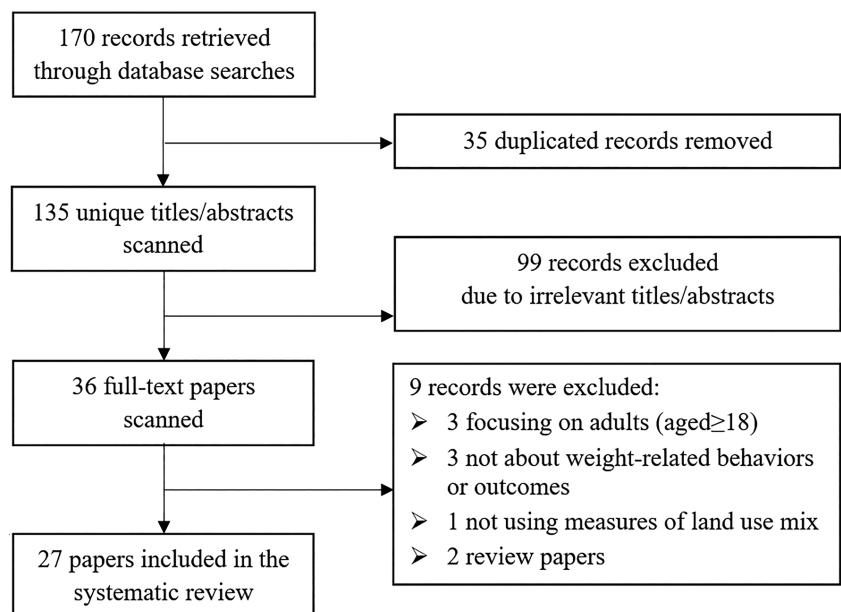 170 records retrieved
through database searches
35 duplicated records removed
135 unique titles/abstracts
scanned
99 records excluded
due to irrelevant titles/abstracts
36 full-text papers
scanned
9 records were excluded:
➢ 3 focusing on adults (aged≥18)
➢ 3 not about weight-related behaviors
or outcomes
➢ 1 not using measures of land use mix
➢ 2 review papers
27 papers included in the
systematic review